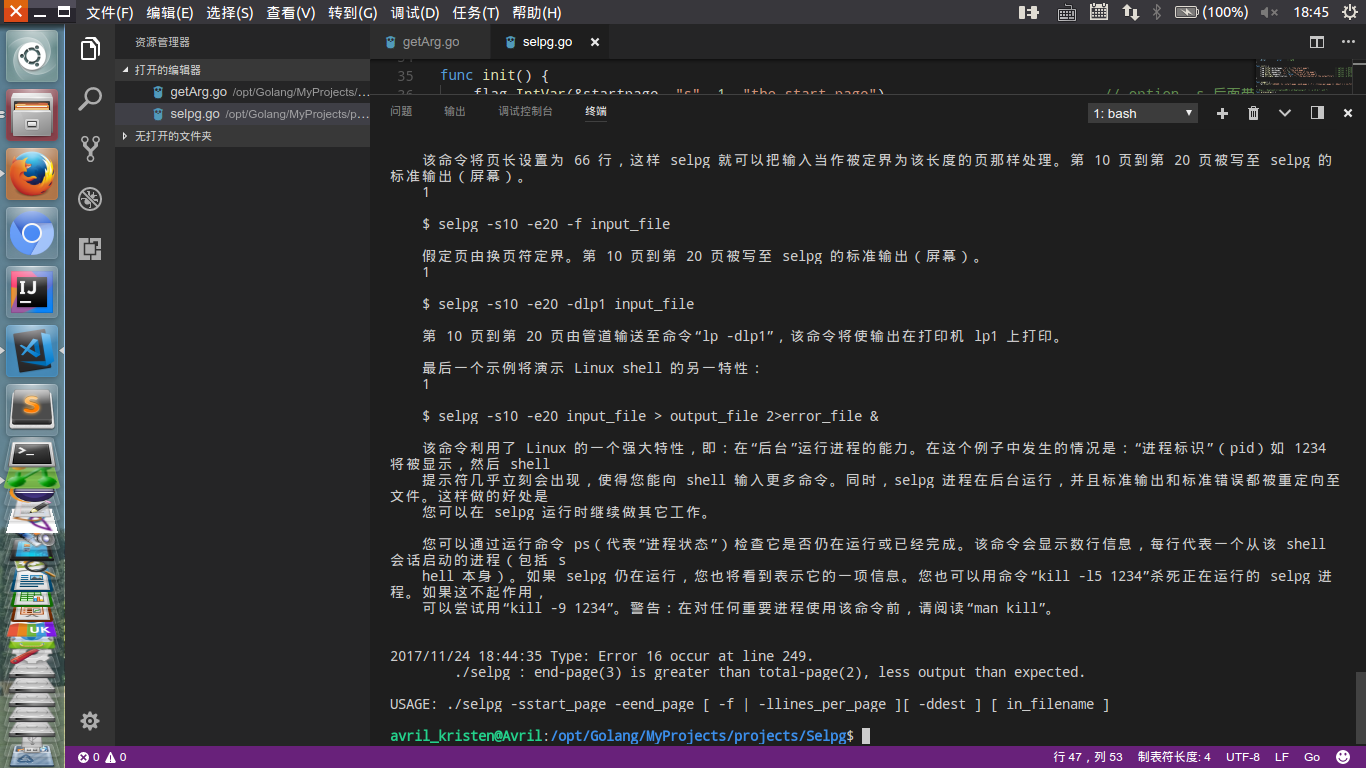 文件(F) 编辑(E) 选择(S) 查看(V) 转到(G) 调试(D) 任务(T) 帮助(H)
(100%) 18:45
资源管理器
打开的编辑器
getArg.go /opt/Golang/MyProjects/...
selpg.go /opt/Golang/MyProjects/p...
无打开的文件夹
getArg.go selpg.go
35 func init() {
flag.IntVar(&startpage, "s", 1, "the start page")
问题 输出 调试控制台 终端 1: bash
该命令将页长设置为 66 行，这样 selpg 就可以把输入当作被定界为该长度的页那样处理。第 10 页到第 20 页被写至 selpg 的
标准输出（屏幕）。
1
$ selpg -s10 -e20 -f input_file
假定页由换页符定界。第 10 页到第 20 页被写至 selpg 的标准输出（屏幕）。
1
$ selpg -s10 -e20 -dlp1 input_file
第 10 页到第 20 页由管道输送至命令“lp -dlp1”，该命令将使输出在打印机 lp1 上打印。
最后一个示例将演示 Linux shell 的另一特性：
1
$ selpg -s10 -e20 input_file > output_file 2>error_file &
该命令利用了 Linux 的一个强大特性，即：在“后台”运行进程的能力。在这个例子中发生的情况是：“进程标识”（pid）如 1234
将被显示，然后 shell
提示符几乎立刻会出现，使得您能向 shell 输入更多命令。同时，selpg 进程在后台运行，并且标准输出和标准错误都被重定向至
文件。这样做的好处是
您可以在 selpg 运行时继续做其它工作。
您可以通过运行命令 ps（代表“进程状态”）检查它是否仍在运行或已经完成。该命令会显示数行信息，每行代表一个从该 shell
会话启动的进程（包括 s
hell 本身）。如果 selpg 仍在运行，您也将看到表示它的一项信息。您也可以用命令“kill -l5 1234”杀死正在运行的 selpg 进
程。如果这不起作用，
可以尝试用“kill -9 1234”。警告：在对任何重要进程使用该命令前，请阅读“man kill”。
2017/11/24 18:44:35 Type: Error 16 occur at line 249.
./selpg : end-page(3) is greater than total-page(2), less output than expected.
USAGE: ./selpg -sstart_page -eend_page [ -f | -llines_per_page ][ -ddest ] [ in_filename ]
avril_kristen@Avril:/opt/Golang/MyProjects/projects/Selpg$
0 0 行 47，列 53 制表符长度: 4 UTF-8 LF Go